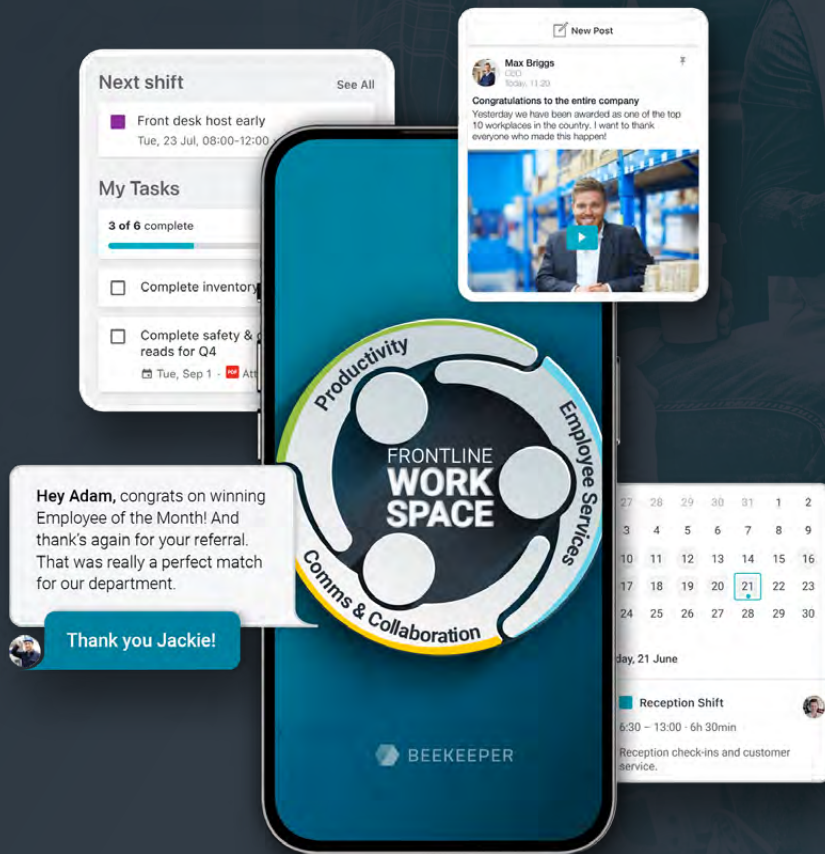 New Post
Max Briggs
CEO
Today, 11:20
Congratulations to the entire company
Yesterday we have been awarded as one of the top
10 workplaces in the country. I want to thank
everyone who made this happen!
Next shift
See All
Front desk host early
Tue, 23 Jul, 08:00-12:00
My Tasks
3 of 6 complete
Complete inventory
Complete safety &
reads for Q4
Tue, Sep 1 · PDF Att
Productivity
Employee Services
Comms & Collaboration
FRONTLINE
WORK
SPACE
Hey Adam, congrats on winning
Employee of the Month! And
thank's again for your referral.
That was really a perfect match
for our department.
Thank you Jackie!
27 28 29 30 31 1 2
3 4 5 6 7 8 9
10 11 12 13 14 15 16
17 18 19 20 21 22 23
24 25 26 27 28 29 30
day, 21 June
Reception Shift
6:30 – 13:00 · 6h 30min
Reception check-ins and customer
service.
BEEKEEPER